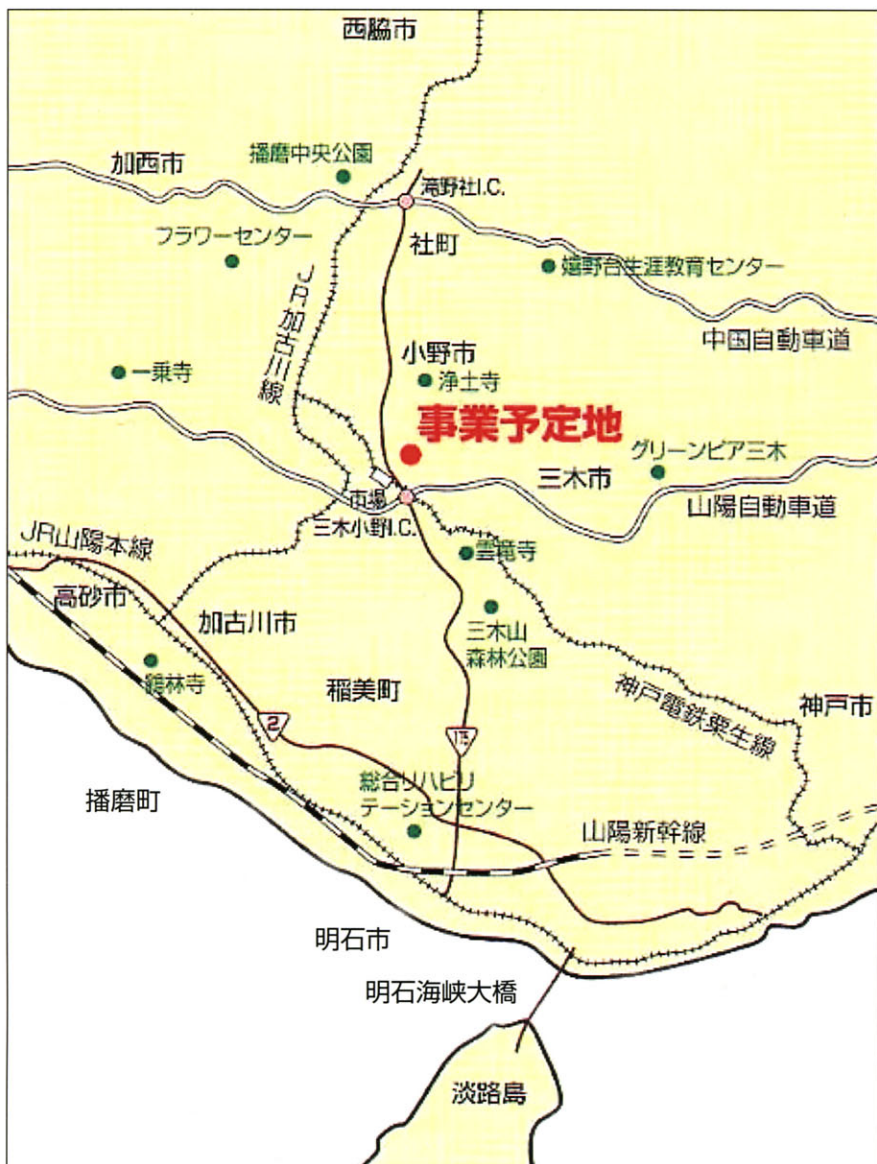 西脇市
加西市
播磨中央公園
滝野社I.C.
フラワーセンター
社町
嬉野台生涯教育センター
JR加古川線
中国自動車道
小野市
一乗寺
浄土寺
事業予定地
グリーンピア三木
三木市
市場
山陽自動車道
三木小野I.C.
JR山陽本線
雲竜寺
高砂市
加古川市
三木山
森林公園
鶴林寺
稲美町
神戸電鉄粟生線
神戸市
2
総合リハビリ
テーションセンター
播磨町
山陽新幹線
明石市
明石海峡大橋
淡路島